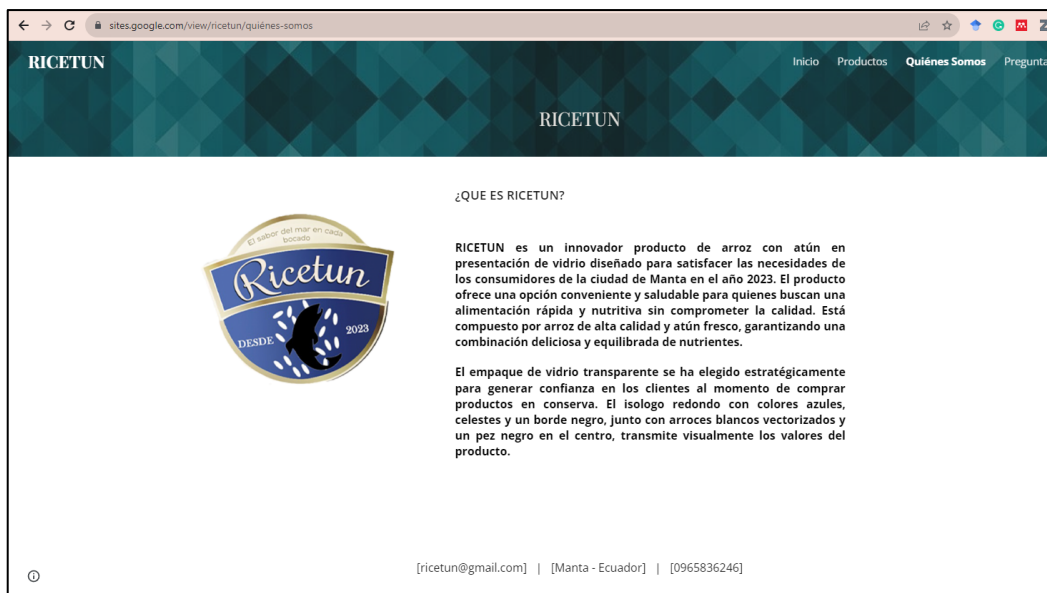 sites.google.com/view/ricetun/quiénes-somos
RICETUN
Inicio Productos Quiénes Somos Pregunta
RICETUN
¿QUE ES RICETUN?
El sabor del mar en cada
bocado
Ricetun
DESDE
2023
RICETUN es un innovador producto de arroz con atún en
presentación de vidrio diseñado para satisfacer las necesidades de
los consumidores de la ciudad de Manta en el año 2023. El producto
ofrece una opción conveniente y saludable para quienes buscan una
alimentación rápida y nutritiva sin comprometer la calidad. Está
compuesto por arroz de alta calidad y atún fresco, garantizando una
combinación deliciosa y equilibrada de nutrientes.
El empaque de vidrio transparente se ha elegido estratégicamente
para generar confianza en los clientes al momento de comprar
productos en conserva. El isologo redondo con colores azules,
celestes y un borde negro, junto con arroces blancos vectorizados y
un pez negro en el centro, transmite visualmente los valores del
producto.
[ricetun@gmail.com] | [Manta - Ecuador] | [0965836246]